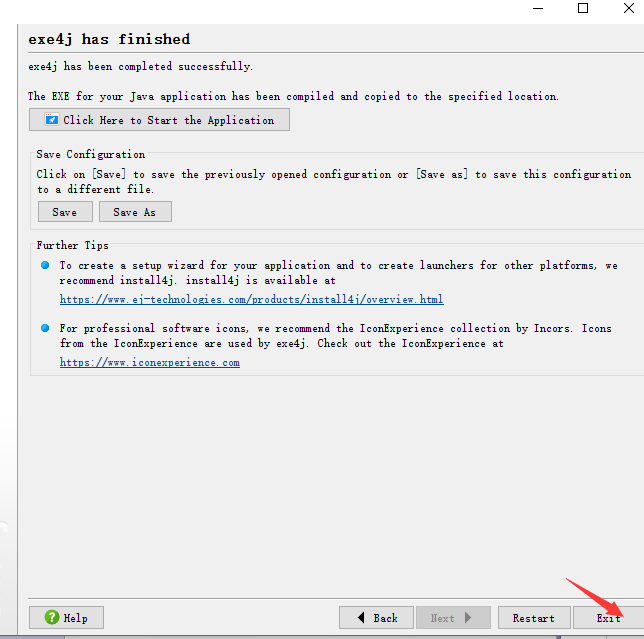 exe4j has finished
exe4j has been completed successfully.
The EXE for your Java application has been compiled and copied to the specified location.
Click Here to Start the Application
Save Configuration
Click on [Save] to save the previously opened configuration or [Save as] to save this configuration
to a different file.
Save
Save As
Further Tips
To create a setup wizard for your application and to create launchers for other platforms, we
recommend install4j. install4j is available at
https://www.ej-technologies.com/products/install4j/overview.html
For professional software icons, we recommend the IconExperience collection by Incors. Icons
from the IconExperience are used by exe4j. Check out the IconExperience at
https://www.iconexperience.com
Help
Back
Next
Restart
Exit